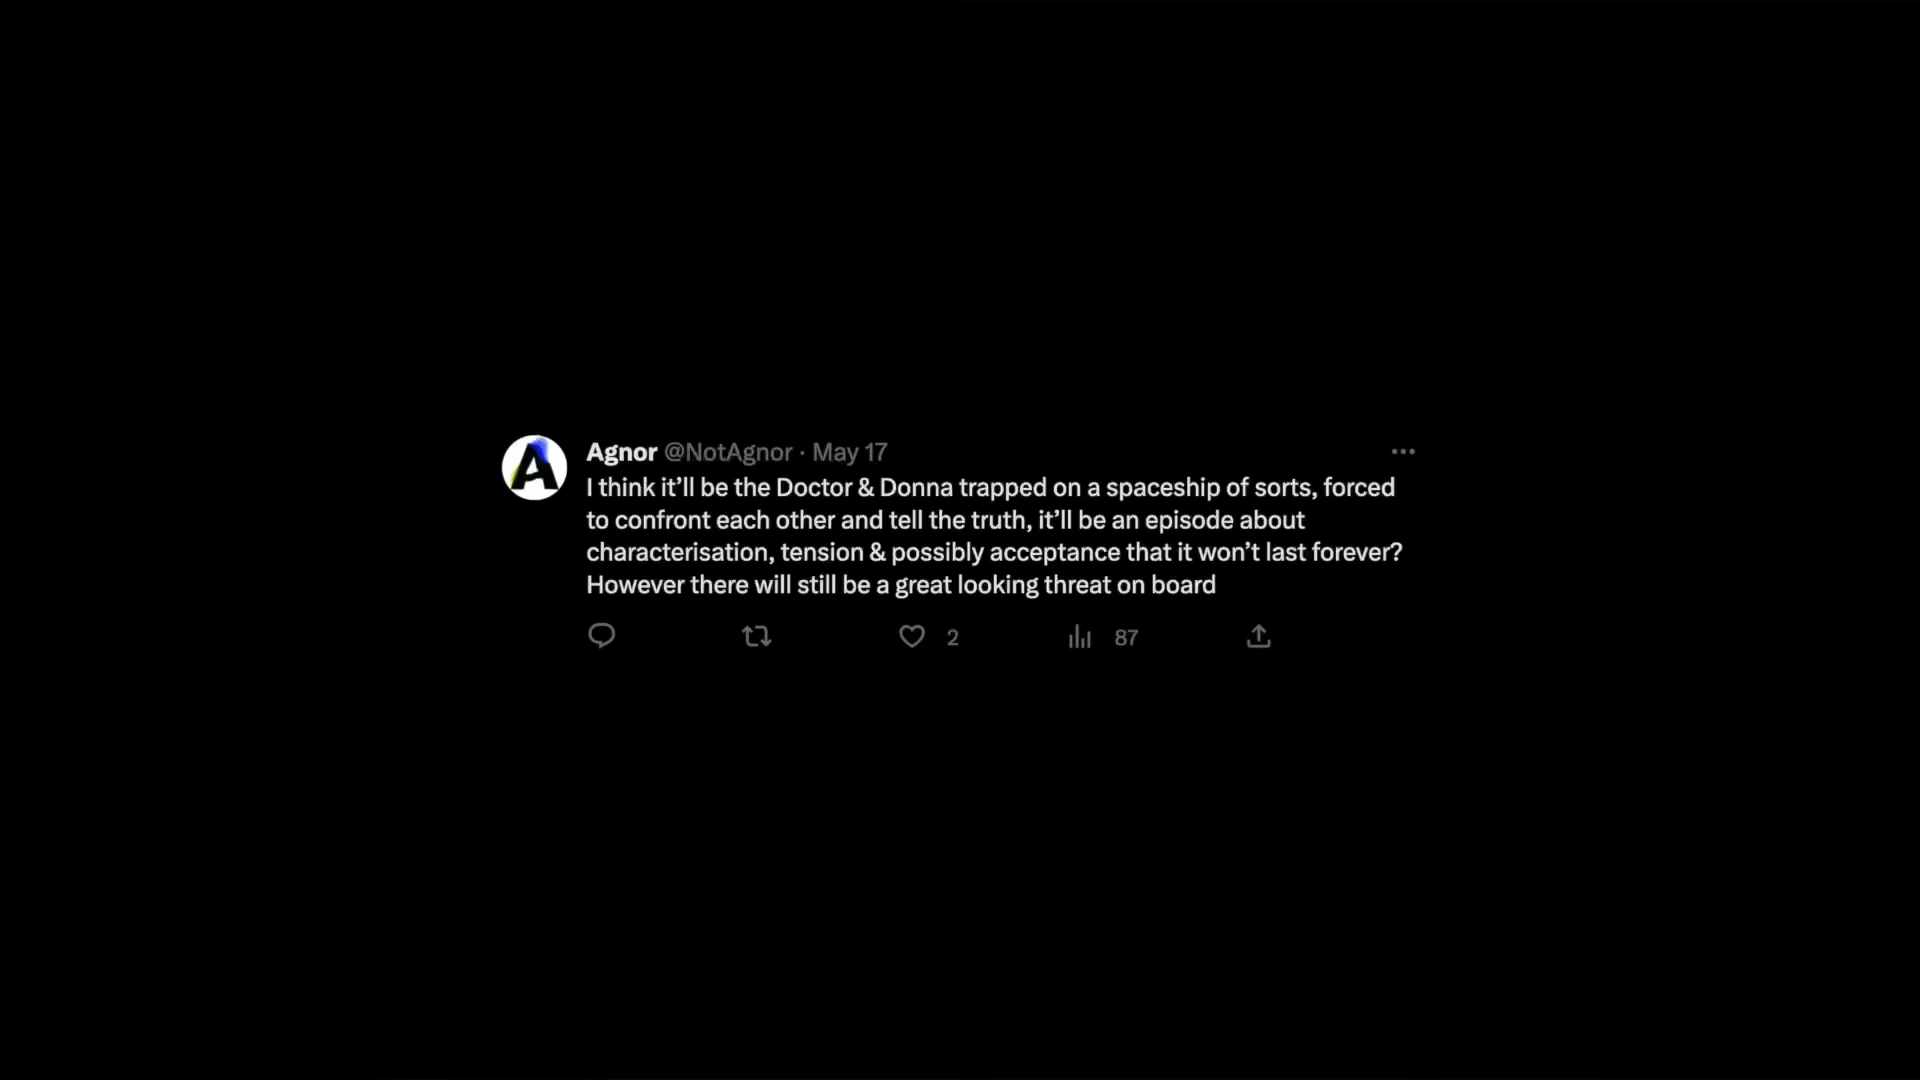 A
Agnor @NotAgnor · May 17
I think it’ll be the Doctor & Donna trapped on a spaceship of sorts, forced
to confront each other and tell the truth, it’ll be an episode about
characterisation, tension & possibly acceptance that it won’t last forever?
However there will still be a great looking threat on board
2 87